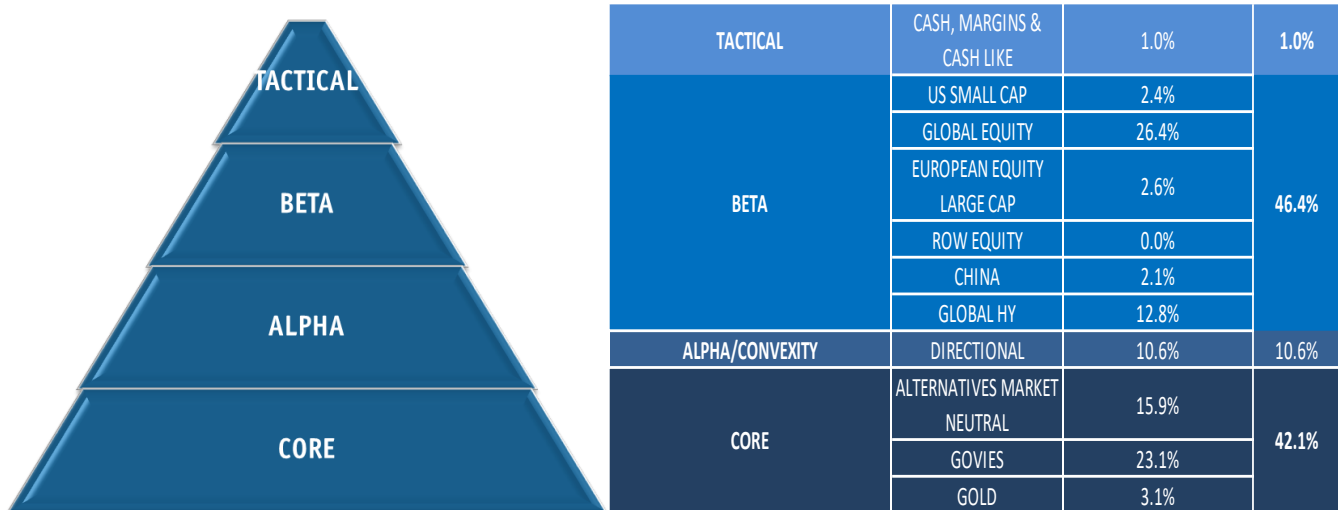 TACTICAL
BETA
ALPHA
CORE
TACTICAL
CASH, MARGINS &
CASH LIKE
1.0%
1.0%
BETA
US SMALL CAP
2.4%
GLOBAL EQUITY
26.4%
EUROPEAN EQUITY
LARGE CAP
2.6%
ROW EQUITY
0.0%
CHINA
2.1%
GLOBAL HY
12.8%
46.4%
ALPHA/CONVEXITY
DIRECTIONAL
10.6%
10.6%
CORE
ALTERNATIVES MARKET
NEUTRAL
15.9%
GOVIES
23.1%
GOLD
3.1%
42.1%